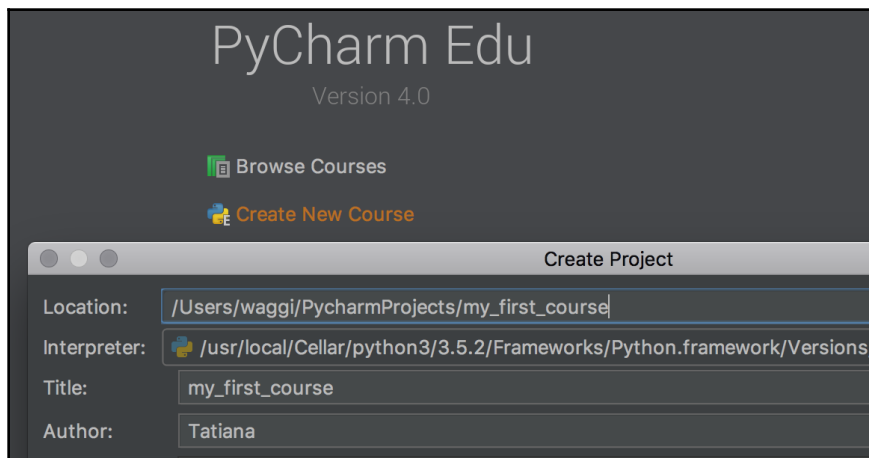 PyCharm Edu
Version 4.0
Browse Courses
Create New Course
Create Project
Location: /Users/waggi/PycharmProjects/my_first_course
Interpreter: /usr/local/Cellar/python3/3.5.2/Frameworks/Python.framework/Versions
Title: my_first_course
Author: Tatiana